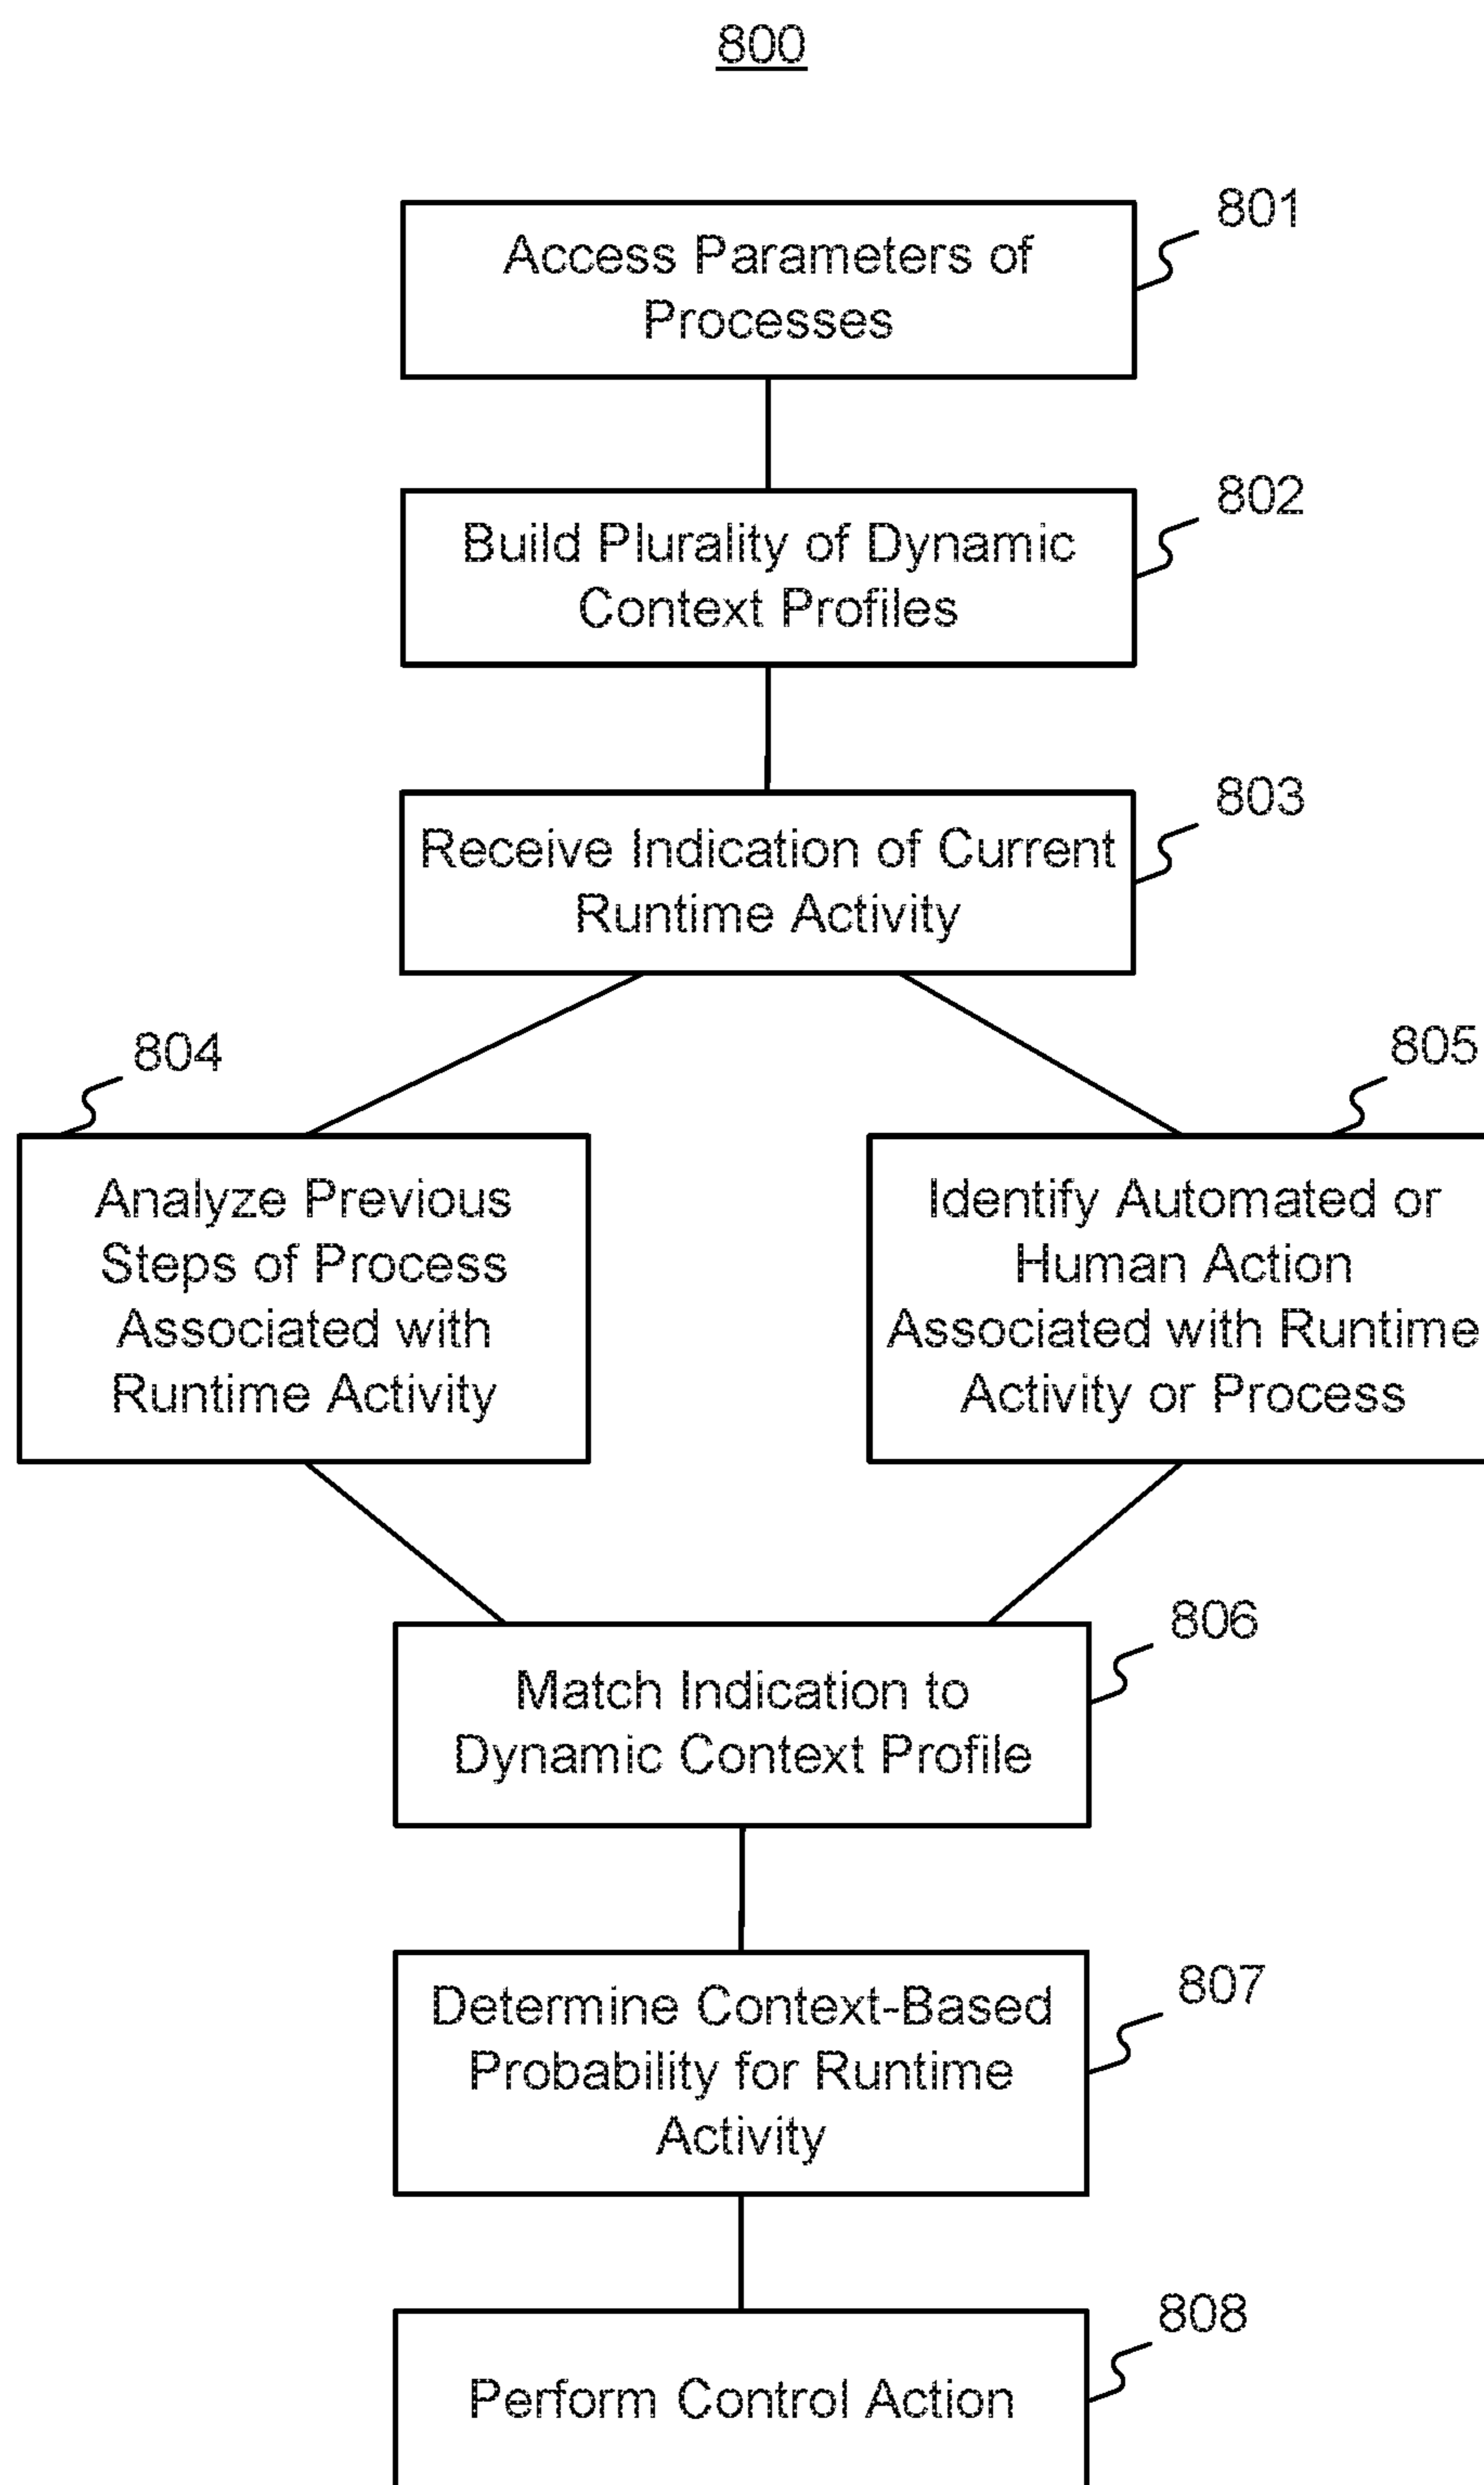 800
801
Access Parameters of
Processes
802
Build Plurality of Dynamic
Context Profiles
803
Receive Indication of Current
Runtime Activity
804
Analyze Previous
Steps of Process
Associated with
Runtime Activity
805
Identify Automated or
Human Action
Associated with Runtime
Activity or Process
806
Match Indication to
Dynamic Context Profile
807
Determine Context-Based
Probability for Runtime
Activity
808
Perform Control Action